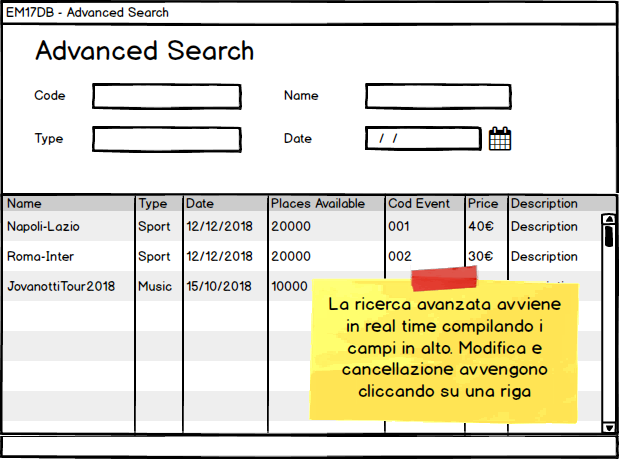 EM17DB - Advanced Search
Advanced Search
Code
Name
Type
Date / /
Name Type Date Places Available Cod Event Price Description
Napoli-Lazio Sport 12/12/2018 20000 001 40€ Description
Roma-Inter Sport 12/12/2018 20000 002 30€ Description
JovanottiTour2018 Music 15/10/2018 10000
La ricerca avanzata avviene
in real time compilando i
campi in alto. Modifica e
cancellazione avvengono
cliccando su una riga